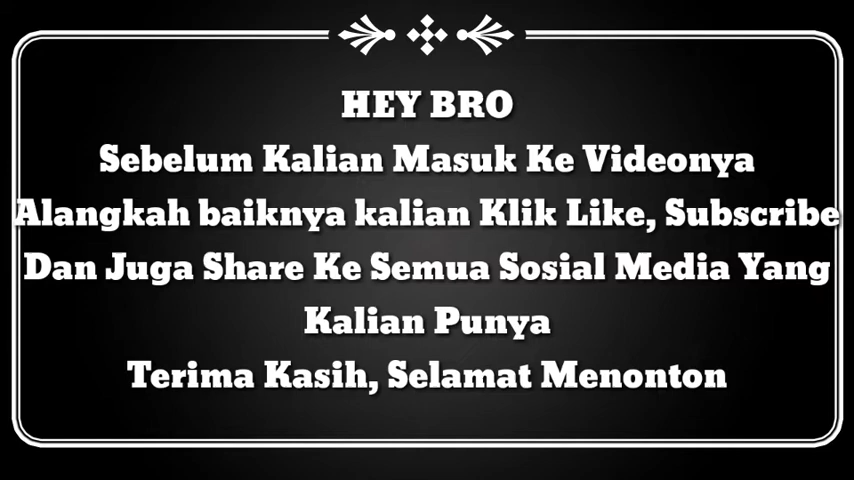 HEY BRO
Sebelum Kalian Masuk Ke Videonya
Alangkah baiknya kalian Klik Like, Subscribe
Dan Juga Share Ke Semua Sosial Media Yang
Kalian Punya
Terima Kasih, Selamat Menonton